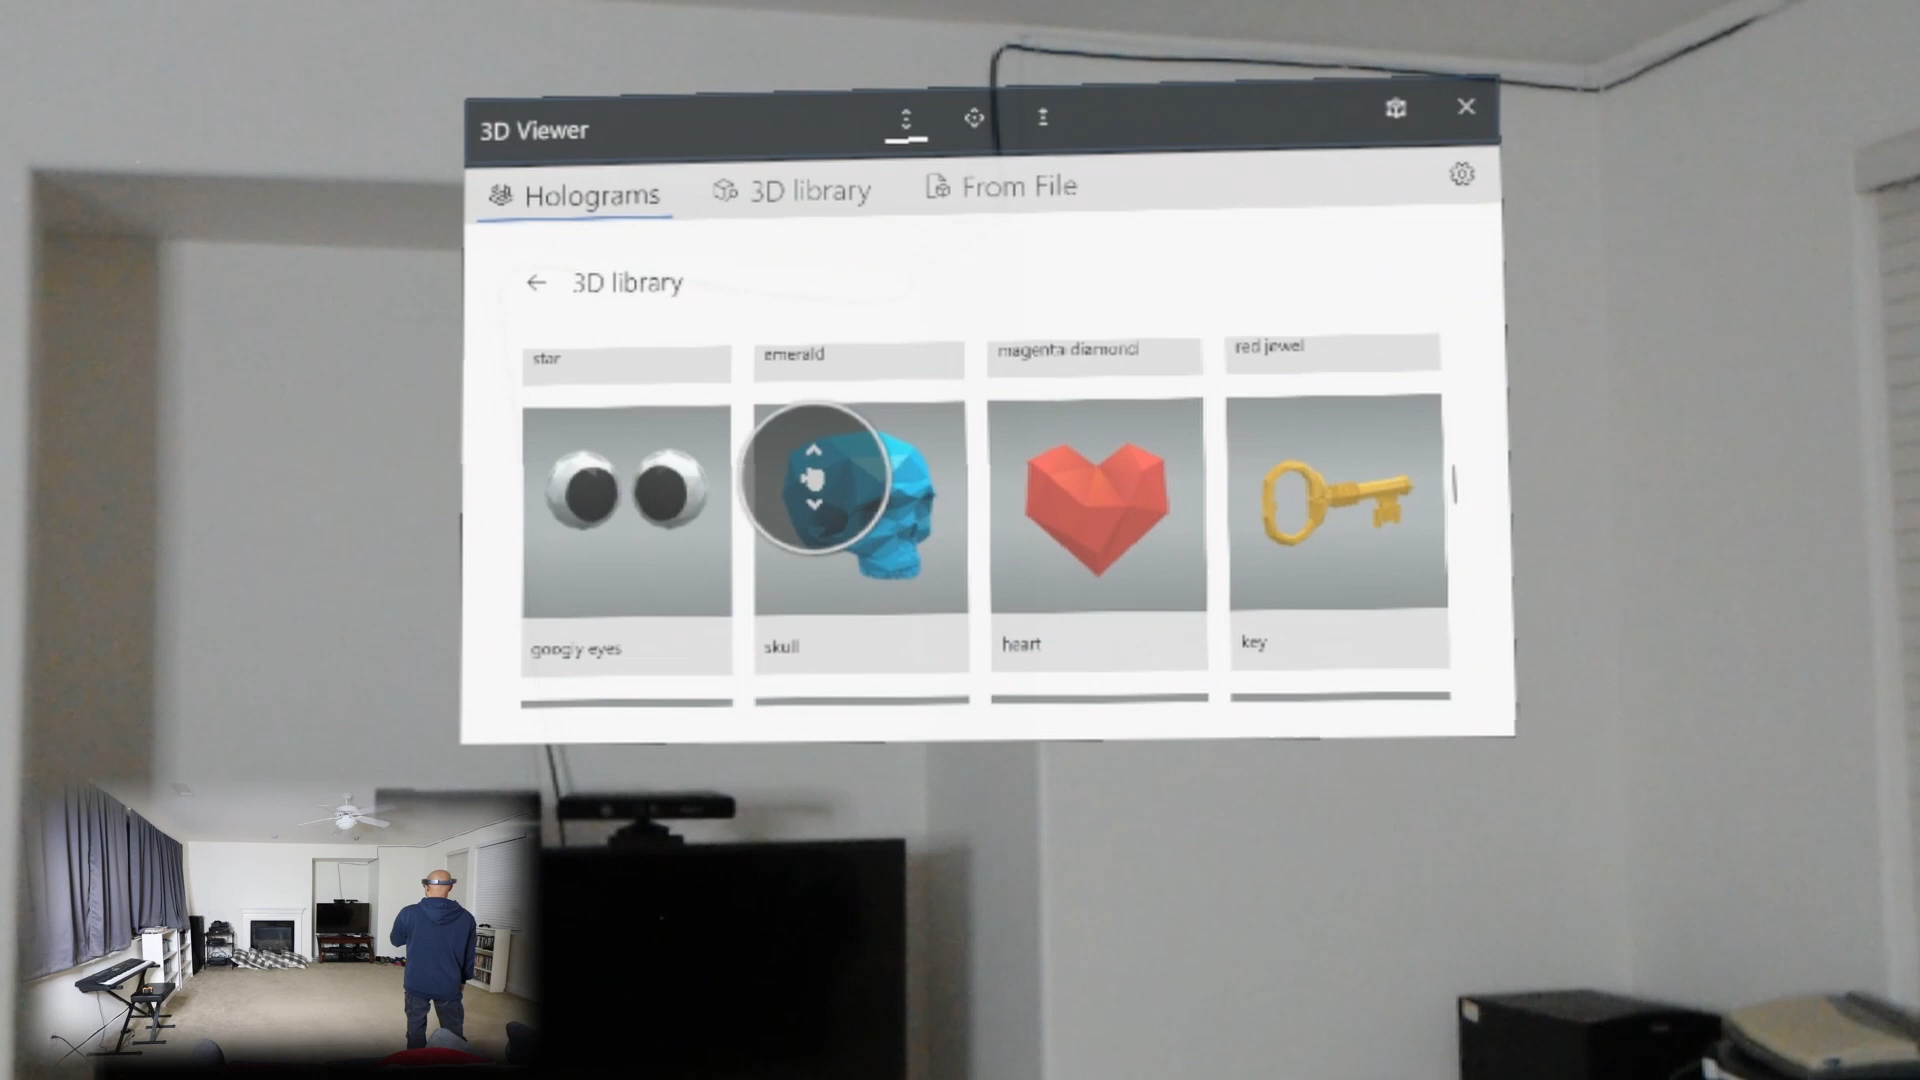 3D Viewer
Holograms
3D library
From File
3D library
star
emerald
magenta diamond
red jewel
googly eyes
skull
heart
key